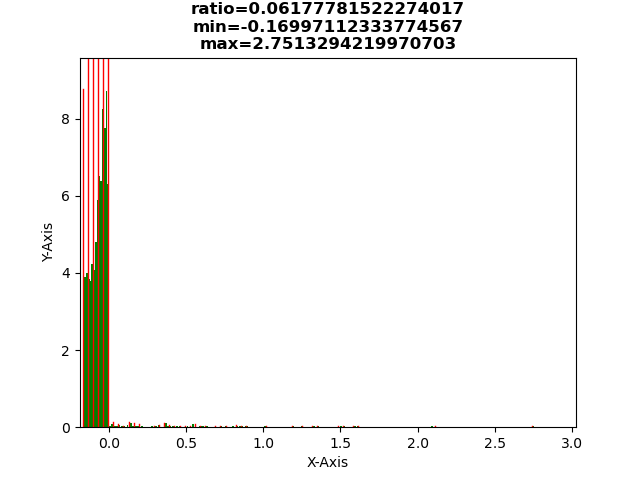 ratio=0.06177781522274017
min=-0.16997112333774567
max=2.7513294219970703
8
6
4
2
0
Y-Axis
0.0 0.5 1.0 1.5 2.0 2.5 3.0
X-Axis